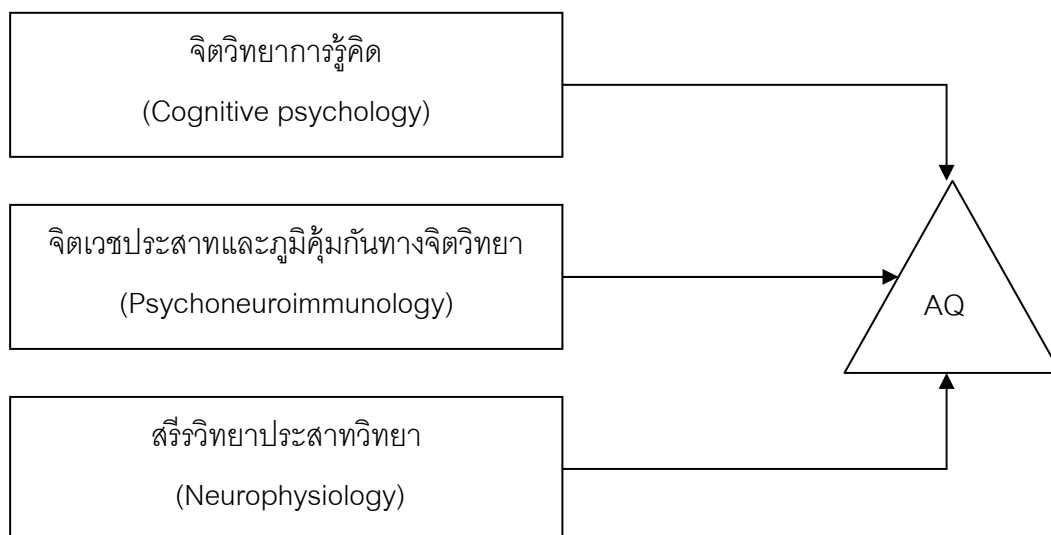 จิตวิทยาการรู้คิด
(Cognitive psychology)
จิตเวชประสาทและภูมิคุ้มกันทางจิตวิทยา
(Psychoneuroimmunology)
AQ
สรีรวิทยาประสาทวิทยา
(Neurophysiology)